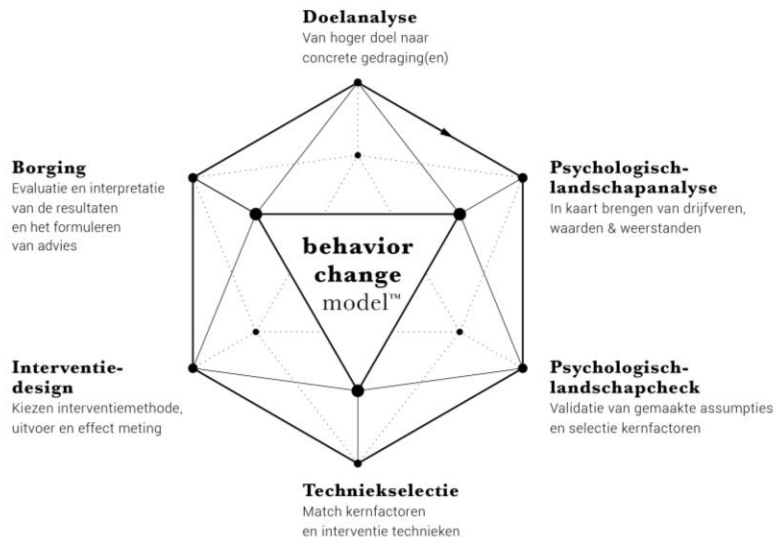 Doelanalyse
Van hoger doel naar
concrete gedraging(en)
Psychologisch-
landschapanalyse
In kaart brengen van drijfveren,
waarden & weerstanden
Psychologisch-
landschapcheck
Validatie van gemaakte assumpties
en selectie kernfactoren
Techniekselectie
Match kernfactoren
en interventie technieken
Interventie-
design
Kiezen interventiemethode,
uitvoer en effect meting
Borging
Evaluatie en interpretatie
van de resultaten
en het formuleren
van advies
behavior
change
model™